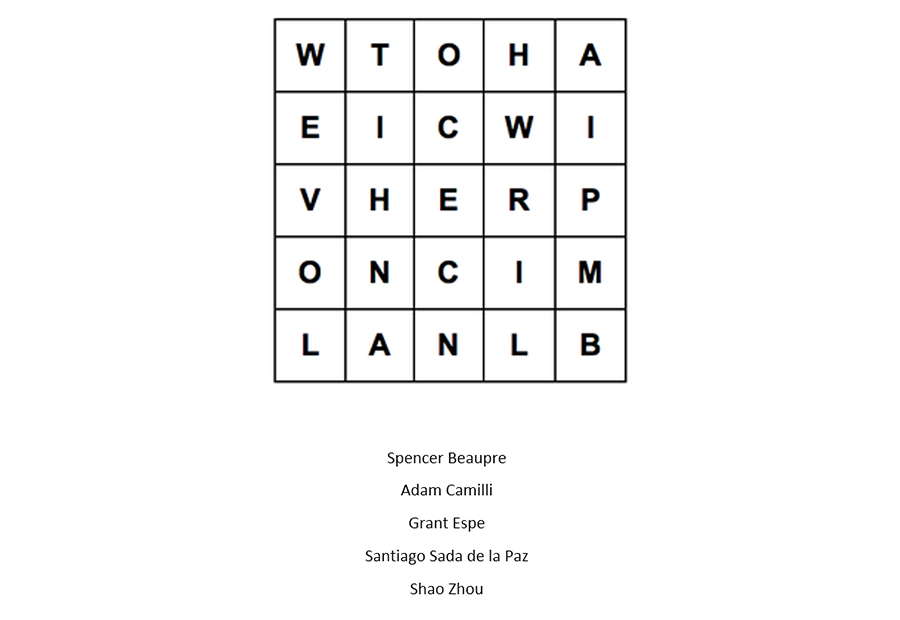 W T O H A
E I C W I
V H E R P
O N C I M
L A N L B
Spencer Beaupre
Adam Camilli
Grant Espe
Santiago Sada de la Paz
Shao Zhou